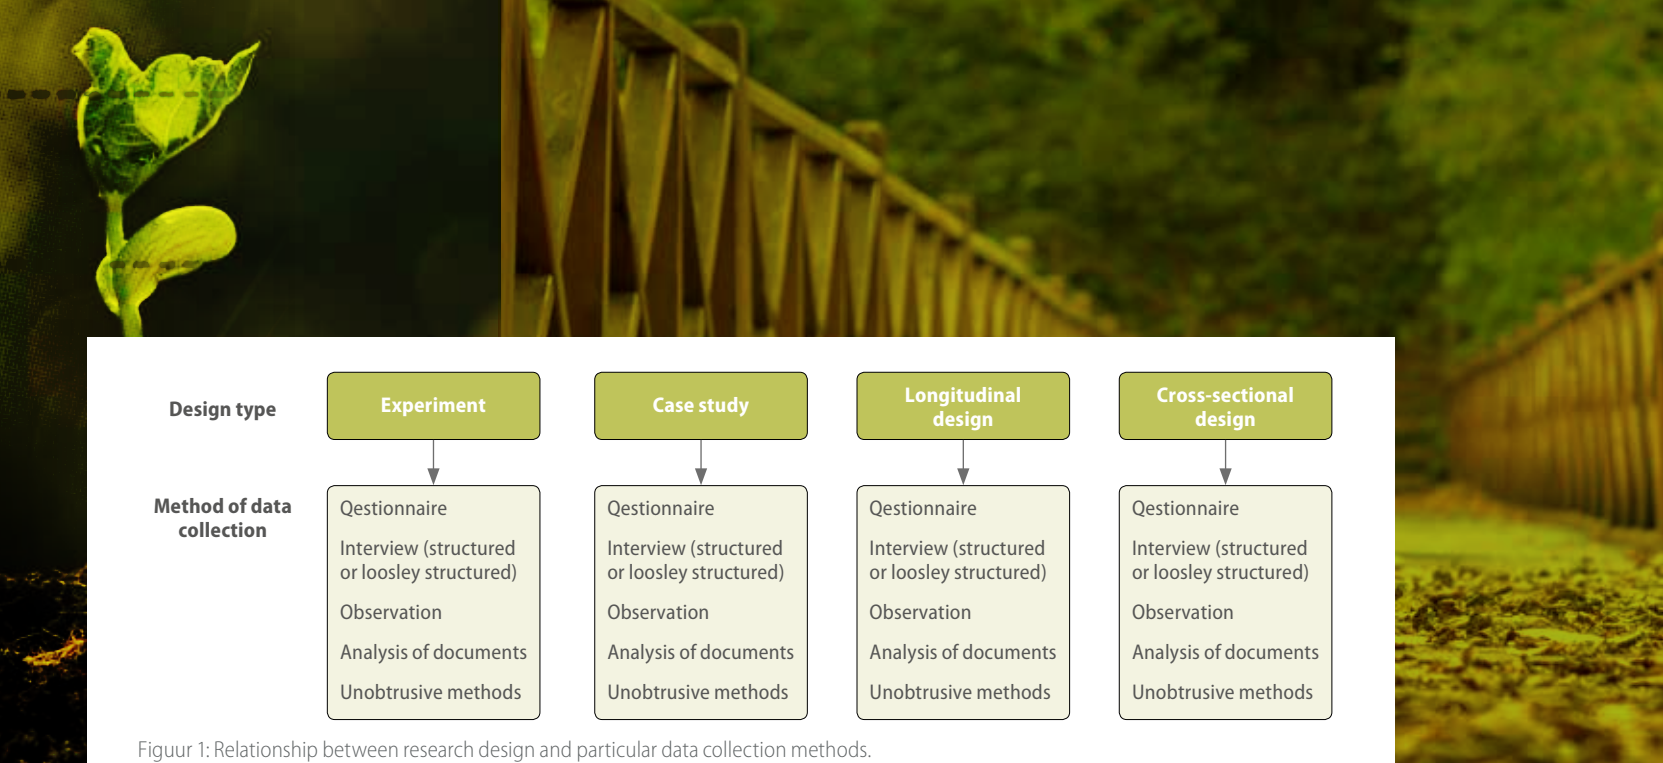 Design type
Experiment
Case study
Longitudinal
design
Cross-sectional
design
Method of data
collection
Qestionnaire
Interview (structured
or loosley structured)
Observation
Analysis of documents
Unobtrusive methods
Qestionnaire
Interview (structured
or loosley structured)
Observation
Analysis of documents
Unobtrusive methods
Qestionnaire
Interview (structured
or loosley structured)
Observation
Analysis of documents
Unobtrusive methods
Qestionnaire
Interview (structured
or loosley structured)
Observation
Analysis of documents
Unobtrusive methods
Figuur 1: Relationship between research design and particular data collection methods.